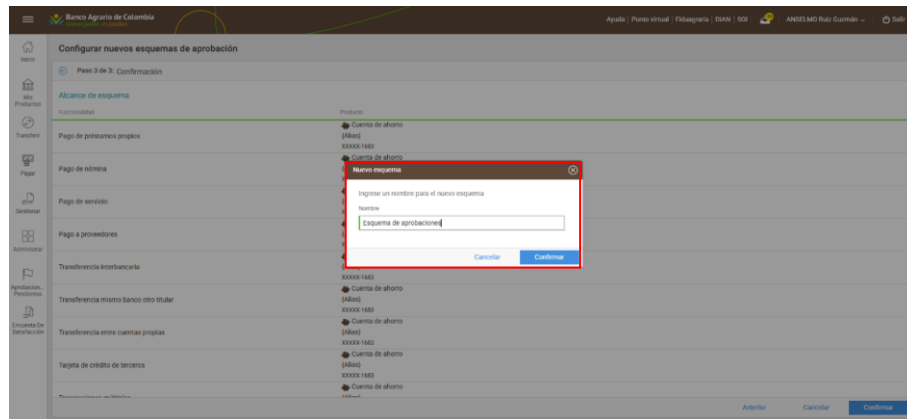 Banco Agrario de Colombia
Ayuda | Punto virtual | Fiduagraria | DIAN | SOI
ANSELMO Ruiz Guzmán
Salir
Inicio
Mis Productos
Transferir
Pagar
Gestionar
Administrar
Aprobacion.. Pendientes
Encuesta De Satisfacción
Configurar nuevos esquemas de aprobación
Paso 3 de 3: Confirmación
Alcance de esquema
Funcionalidad
Producto
Pago de préstamos propios
Cuenta de ahorro
(Alias)
XXXXX-1683
Pago de nómina
Cuenta de ahorro
Pago de servicio
Pago a proveedores
Transferencia Interbancaria
XXXXX-1683
Transferencia mismo banco otro titular
Cuenta de ahorro
(Alias)
XXXXX-1683
Transferencia entre cuentas propias
Cuenta de ahorro
(Alias)
XXXXX-1683
Tarjeta de crédito de terceros
Cuenta de ahorro
(Alias)
XXXXX-1683
Cuenta de ahorro
Nuevo esquema
Ingrese un nombre para el nuevo esquema
Nombre
Esquema de aprobaciones
Cancelar
Confirmar
Anterior
Cancelar
Confirmar